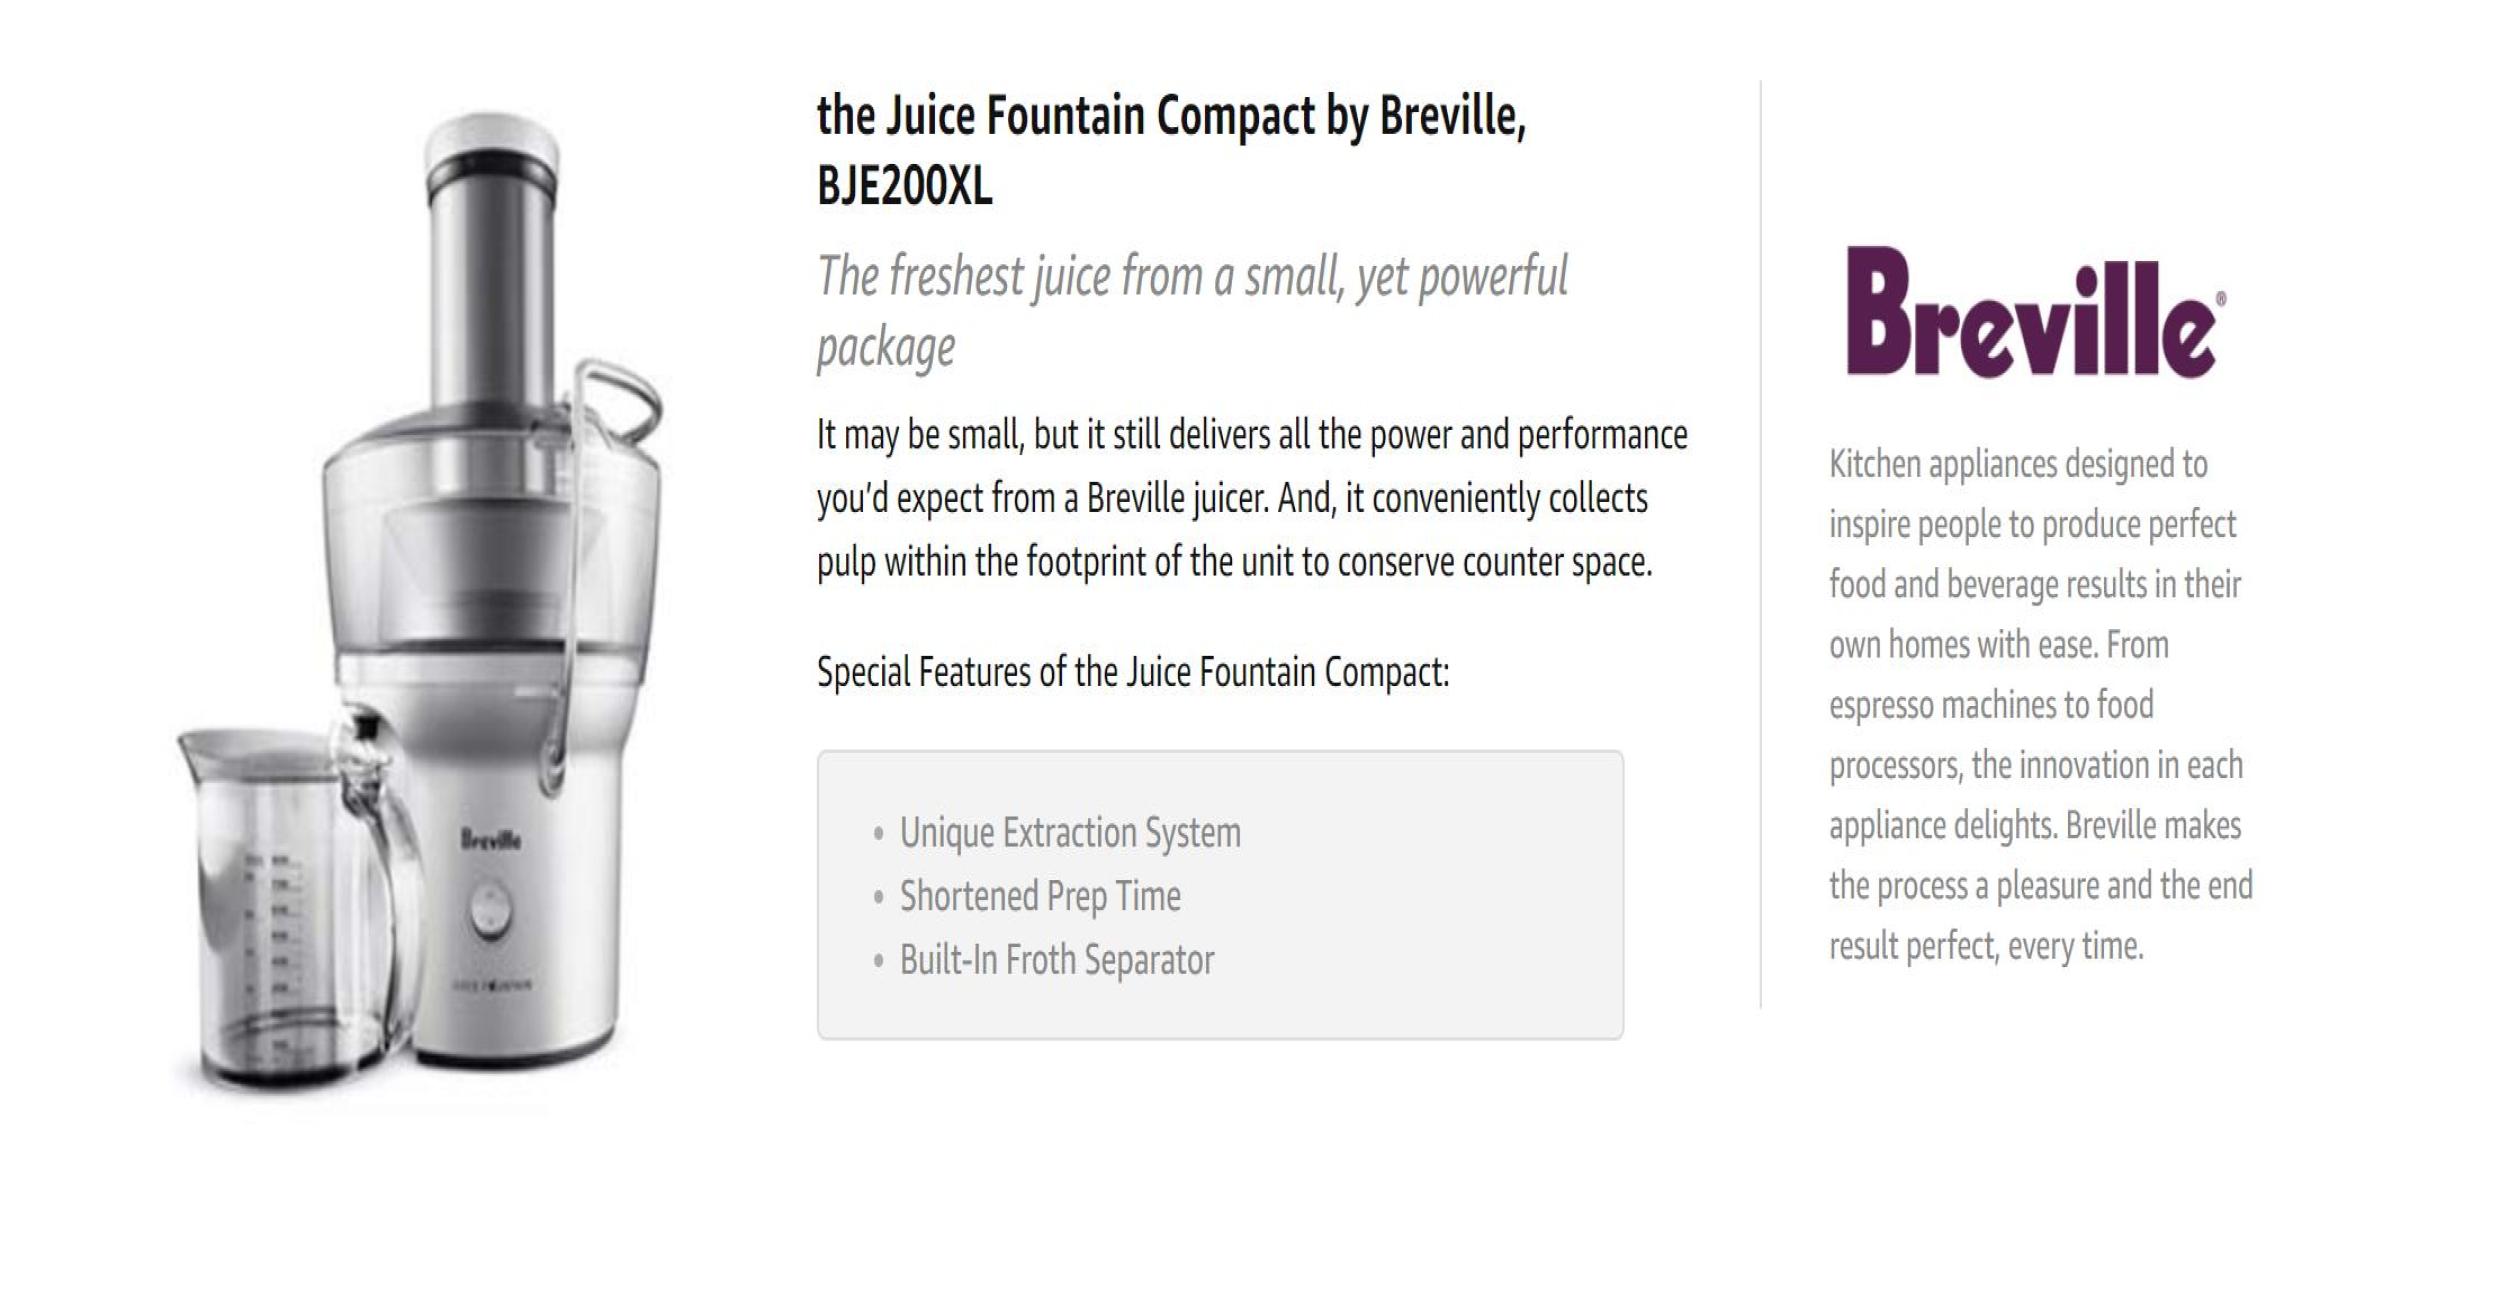 the Juice Fountain Compact by Breville,
BJE200XL
The freshest juice from a small, yet powerful
package
It may be small, but it still delivers all the power and performance
you'd expect from a Breville juicer. And, it conveniently collects
pulp within the footprint of the unit to conserve counter space.
Special Features of the Juice Fountain Compact:
• Unique Extraction System
• Shortened Prep Time
• Built-In Froth Separator
Breville®
Kitchen appliances designed to
inspire people to produce perfect
food and beverage results in their
own homes with ease. From
espresso machines to food
processors, the innovation in each
appliance delights. Breville makes
the process a pleasure and the end
result perfect, every time.
Breville